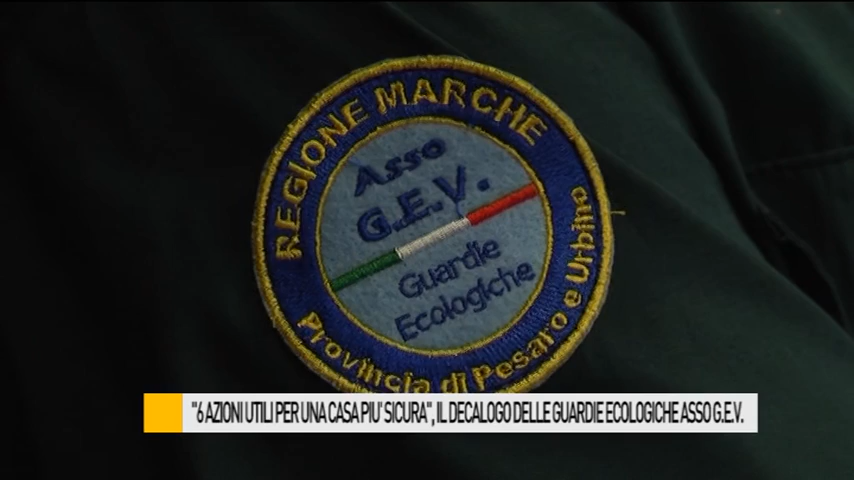 REGIONE MARCHE
Asso
G.E.V.
Guardie
Ecologiche
Provincia di Pesaro e Urbino
"6 AZIONI UTILI PER UNA CASA PIU' SICURA", IL DECALOGO DELLE GUARDIE ECOLOGICHE ASSO G.E.V.